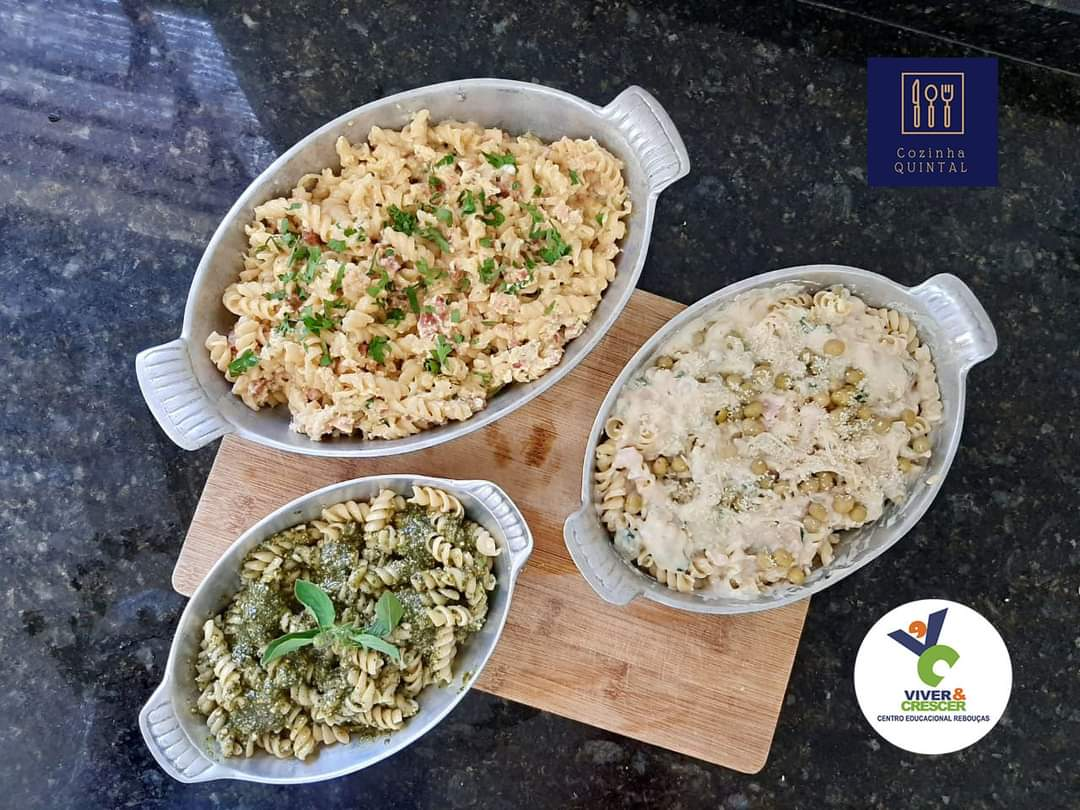 Cozinha
QUINTAL
VIVER&
CRESCER
CENTRO EDUCACIONAL REBOUÇAS